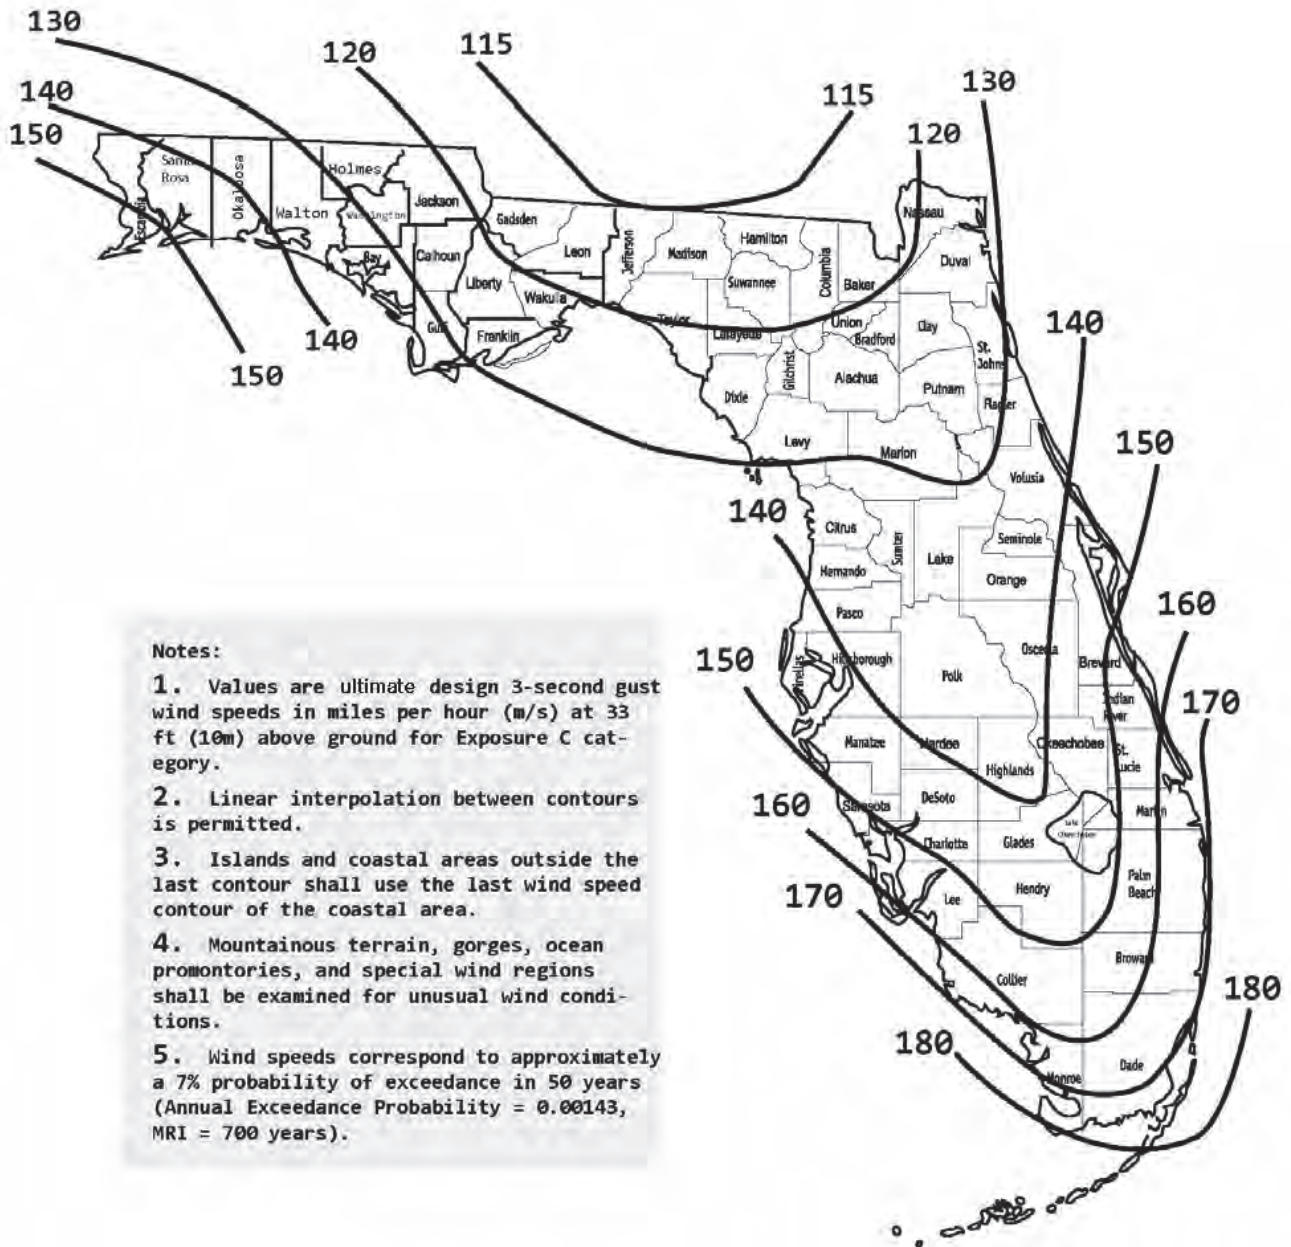 130
120
115
115
130
120
140
150
Santa
Rosa
Escambia
Okaloosa
Walton
Holmes
Washington
Jackson
Bay
Calhoun
Gulf
Gadsden
Liberty
Franklin
Leon
Wakulla
Jefferson
Madison
Taylor
Hamilton
Suwannee
Lafayette
Columbia
Baker
Nassau
Duval
Union
Bradford
Clay
St.
Johns
Dixie
Gilchrist
Alachua
Putnam
Flagler
140
150
140
Levy
Marion
Volusia
150
140
Citrus
Sumter
Lake
Seminole
Orange
Hernando
Pasco
160
150
Pinellas
Hillsborough
Polk
Osceola
Brevard
Indian
River
170
Manatee
Hardee
Highlands
Okeechobee
St.
Lucie
160
Sarasota
DeSoto
Martin
Charlotte
Glades
Lake
Okeechobee
170
Lee
Hendry
Palm
Beach
Collier
Broward
180
180
Monroe
Dade
Notes:
1. Values are ultimate design 3-second gust
wind speeds in miles per hour (m/s) at 33
ft (10m) above ground for Exposure C cat-
egory.
2. Linear interpolation between contours
is permitted.
3. Islands and coastal areas outside the
last contour shall use the last wind speed
contour of the coastal area.
4. Mountainous terrain, gorges, ocean
promontories, and special wind regions
shall be examined for unusual wind condi-
tions.
5. Wind speeds correspond to approximately
a 7% probability of exceedance in 50 years
(Annual Exceedance Probability = 0.00143,
MRI = 700 years).